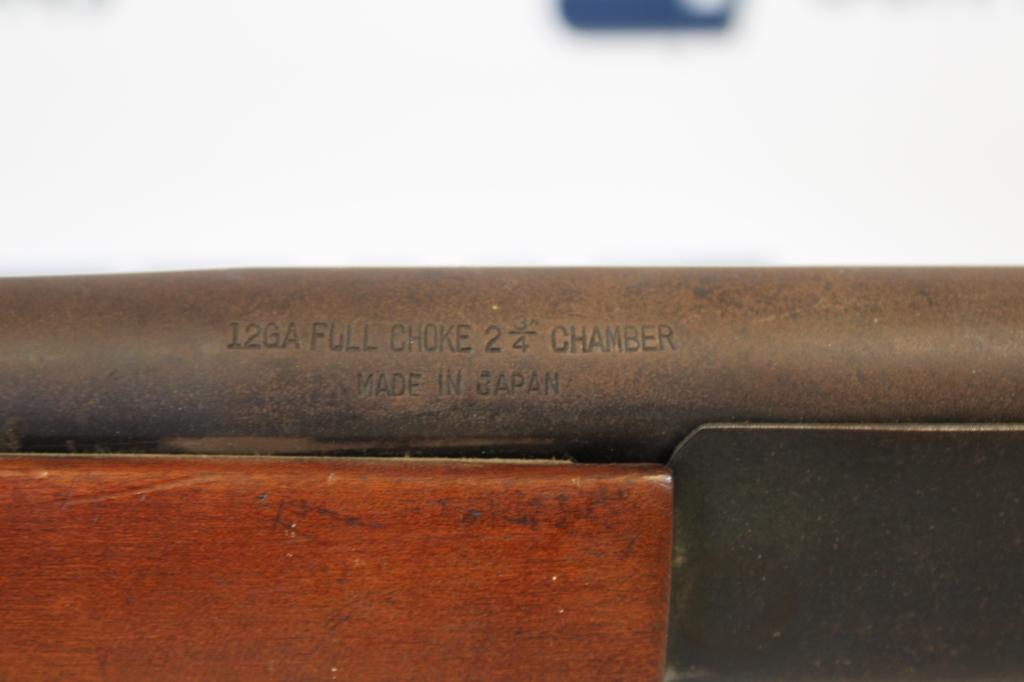 12GA FULL CHOKE 2 3/4 CHAMBER
MADE IN JAPAN